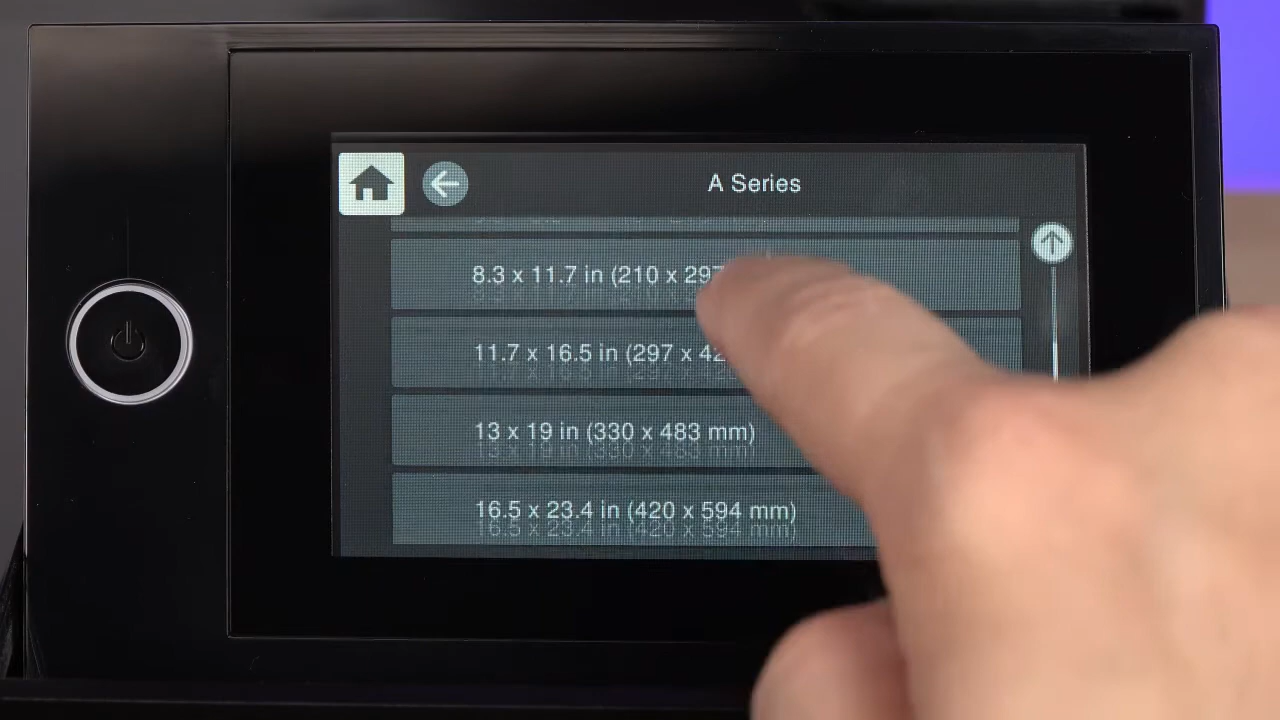 A Series
8.3 x 11.7 in (210 x 297
11.7 x 16.5 in (297 x 42
13 x 19 in (330 x 483 mm)
16.5 x 23.4 in (420 x 594 mm)